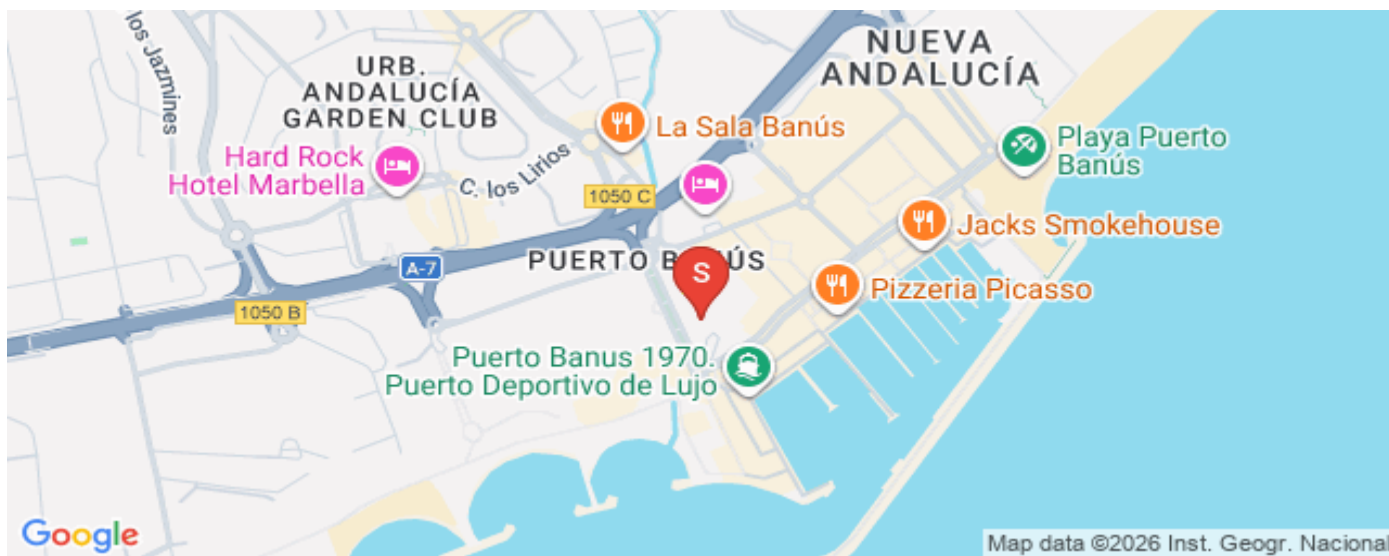 los Jazmines
URB.
ANDALUCÍA
GARDEN CLUB
NUEVA
ANDALUCÍA
La Sala Banús
Hard Rock
Hotel Marbella
C. los Lirios
1050 C
Playa Puerto
Banús
Jacks Smokehouse
PUERTO BANÚS
S
A-7
Pizzeria Picasso
1050 B
Puerto Banus 1970.
Puerto Deportivo de Lujo
Google
Map data ©2026 Inst. Geogr. Nacional